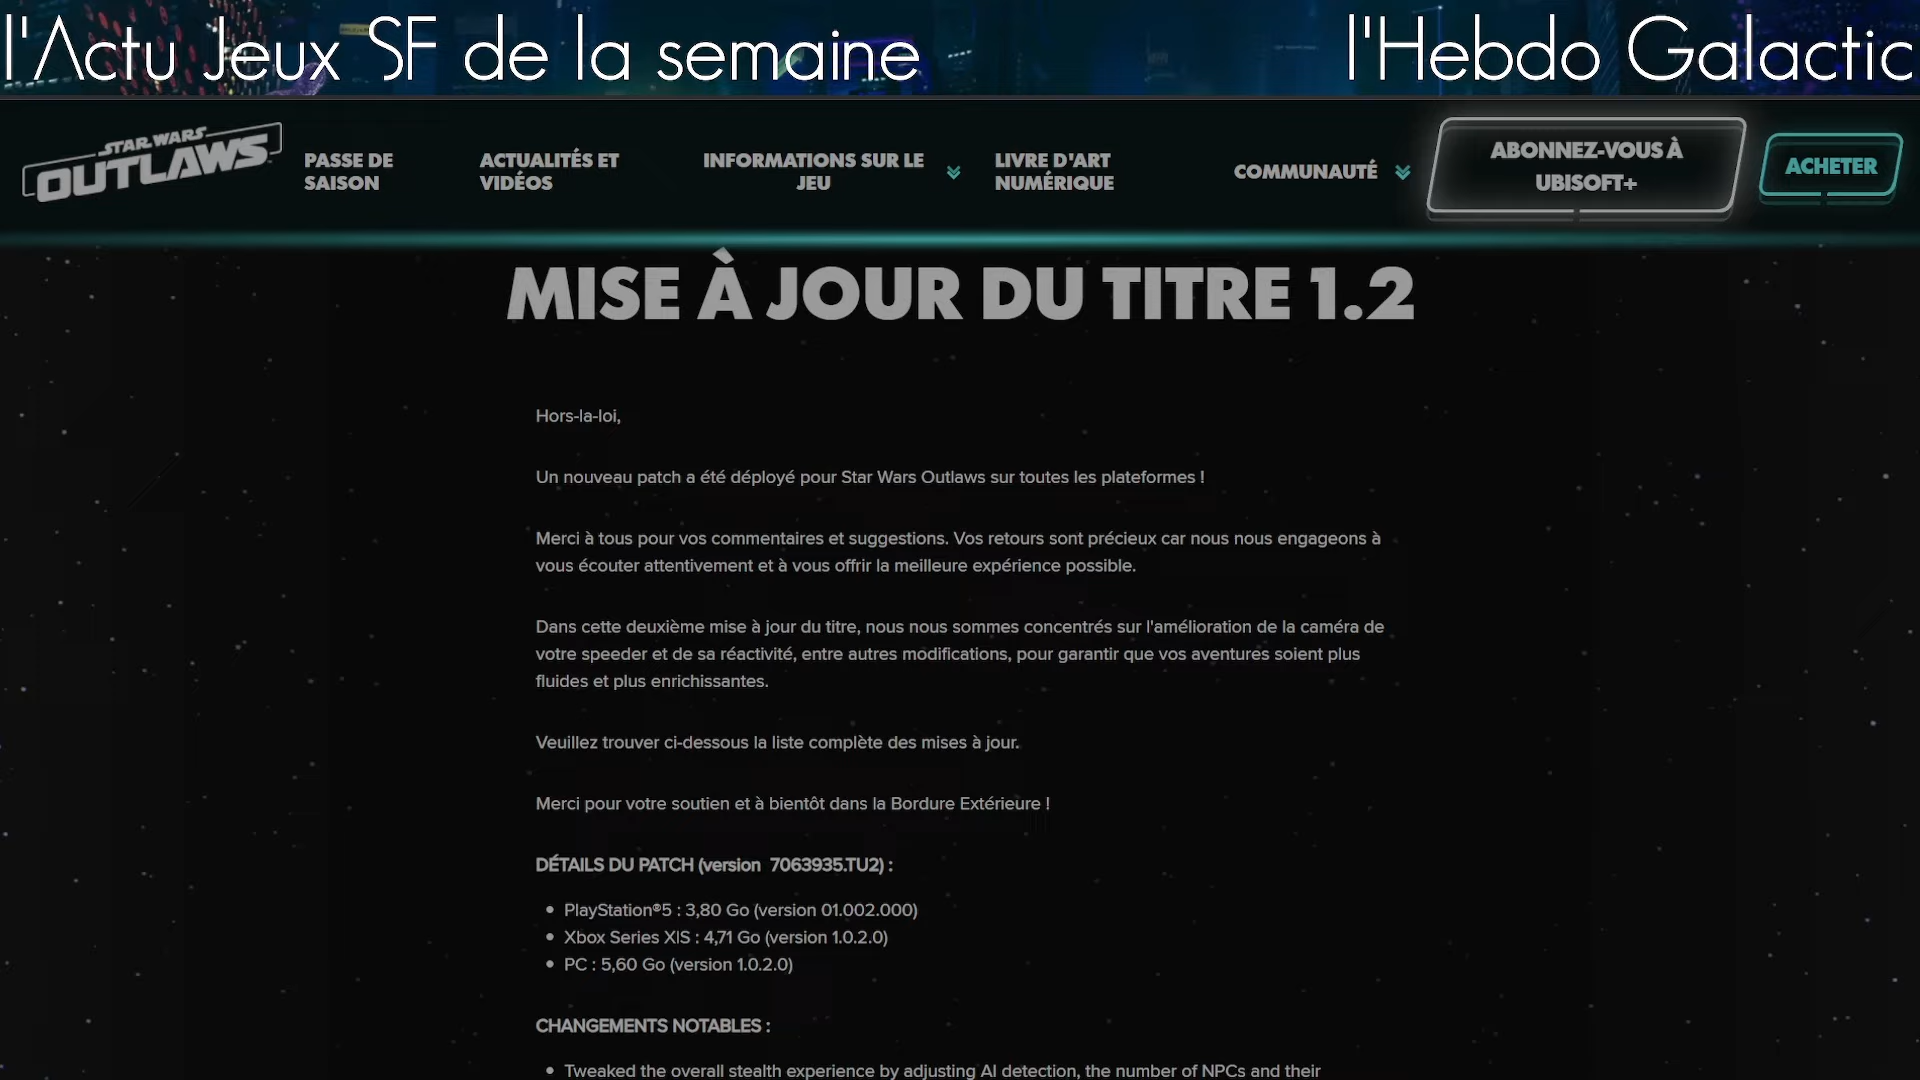 l'Actu Jeux SF de la semaine
l'Hebdo Galactic
STAR WARS
OUTLAWS
PASSE DE
SAISON
ACTUALITÉS ET
VIDÉOS
INFORMATIONS SUR LE
JEU
LIVRE D'ART
NUMÉRIQUE
COMMUNAUTÉ
ABONNEZ-VOUS À
UBISOFT+
ACHETER
MISE À JOUR DU TITRE 1.2
Hors-la-loi,
Un nouveau patch a été déployé pour Star Wars Outlaws sur toutes les plateformes !
Merci à tous pour vos commentaires et suggestions. Vos retours sont précieux car nous nous engageons à
vous écouter attentivement et à vous offrir la meilleure expérience possible.
Dans cette deuxième mise à jour du titre, nous nous sommes concentrés sur l'amélioration de la caméra de
votre speeder et de sa réactivité, entre autres modifications, pour garantir que vos aventures soient plus
fluides et plus enrichissantes.
Veuillez trouver ci-dessous la liste complète des mises à jour.
Merci pour votre soutien et à bientôt dans la Bordure Extérieure !
DÉTAILS DU PATCH (version 7063935.TU2) :
• PlayStation®5 : 3,80 Go (version 01.002.000)
• Xbox Series X|S : 4,71 Go (version 1.0.2.0)
• PC : 5,60 Go (version 1.0.2.0)
CHANGEMENTS NOTABLES :
• Tweaked the overall stealth experience by adjusting AI detection, the number of NPCs and their